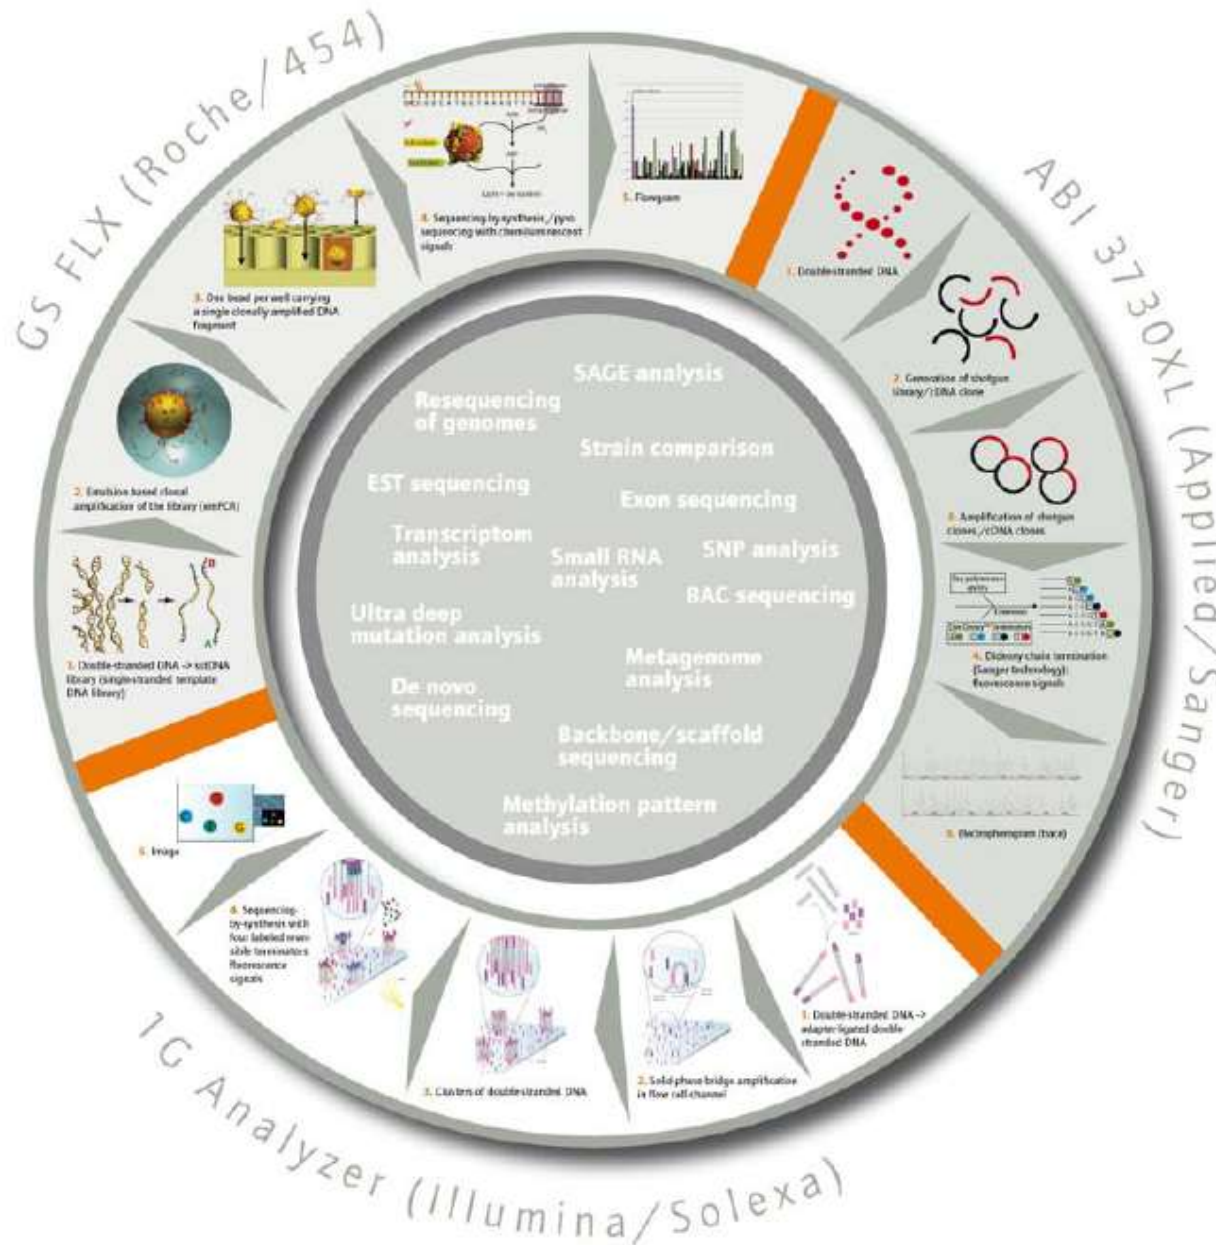 GS FLX (Roche/454)
1. Double-stranded DNA -> sstDNA
library (single-stranded template
DNA library)
2. Emulsion based clonal
amplification of the library (emPCR)
3. One bead per well carrying
a single clonally amplified DNA
fragment
4. Sequencing-by-synthesis/pyro
sequencing with chemiluminescent
signals
5. Flowgram
ABI 3730XL (Applied/Sanger)
1. Double-stranded DNA
2. Generation of shotgun
library/cDNA clone
3. Amplification of shotgun
clones/cDNA clones
4. Dideoxy chain termination
(Sanger technology):
fluorescence signals
5. Electropherogram (trace)
1G Analyzer (Illumina/Solexa)
1. Double-stranded DNA ->
adapter-ligated double-
stranded DNA
2. Solid-phase bridge amplification
in flow cell channel
3. Clusters of double-stranded DNA
4. Sequencing-
by-synthesis with
four labeled rever-
sible terminators:
fluorescence
signals
5. Image
SAGE analysis
Resequencing
of genomes
Strain comparison
EST sequencing
Exon sequencing
Transcriptom
analysis
Small RNA
analysis
SNP analysis
BAC sequencing
Ultra deep
mutation analysis
Metagenome
analysis
De novo
sequencing
Backbone/scaffold
sequencing
Methylation pattern
analysis